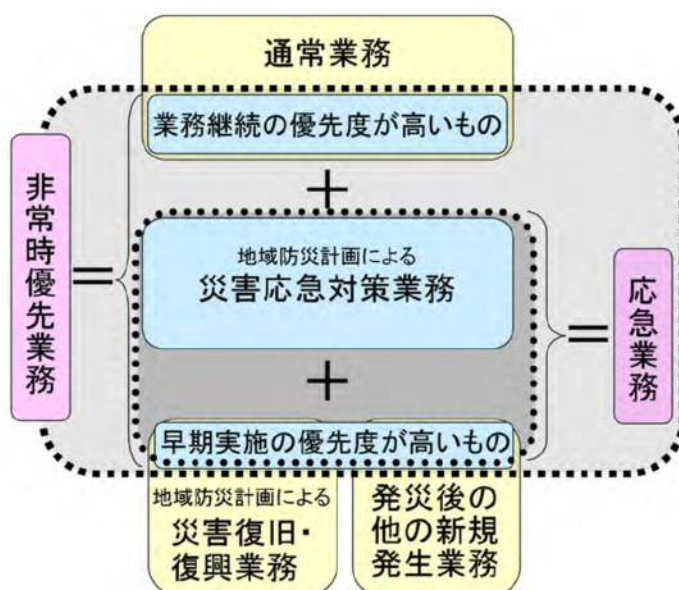 通常業務
業務継続の優先度が高いもの
＋
非常時優先業務
＝
地域防災計画による
災害応急対策業務
＝
応急業務
＋
早期実施の優先度が高いもの
地域防災計画による
災害復旧・
復興業務
発災後の
他の新規
発生業務